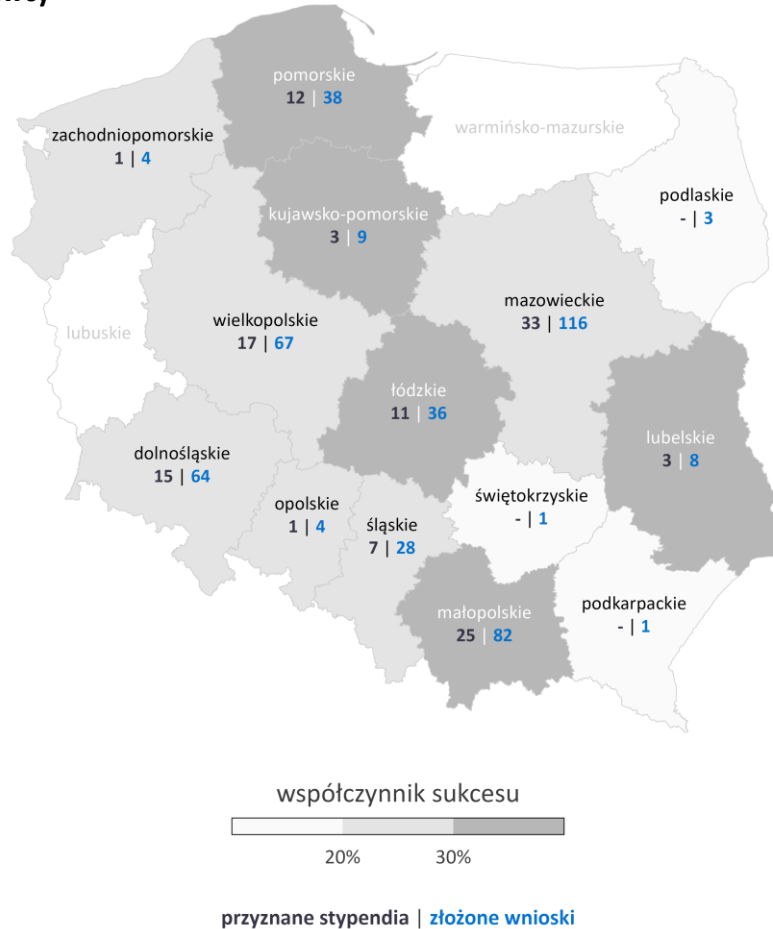 pomorskie
12 | 38
zachodniopomorskie
1 | 4
warmińsko-mazurskie
podlaskie
- | 3
kujawsko-pomorskie
3 | 9
mazowieckie
33 | 116
wielkopolskie
17 | 67
lubuskie
łódzkie
11 | 36
lubelskie
3 | 8
dolnośląskie
15 | 64
opolskie
1 | 4
śląskie
7 | 28
świętokrzyskie
- | 1
małopolskie
25 | 82
podkarpackie
- | 1
współczynnik sukcesu
20% 30%
przyznane stypendia | złożone wnioski